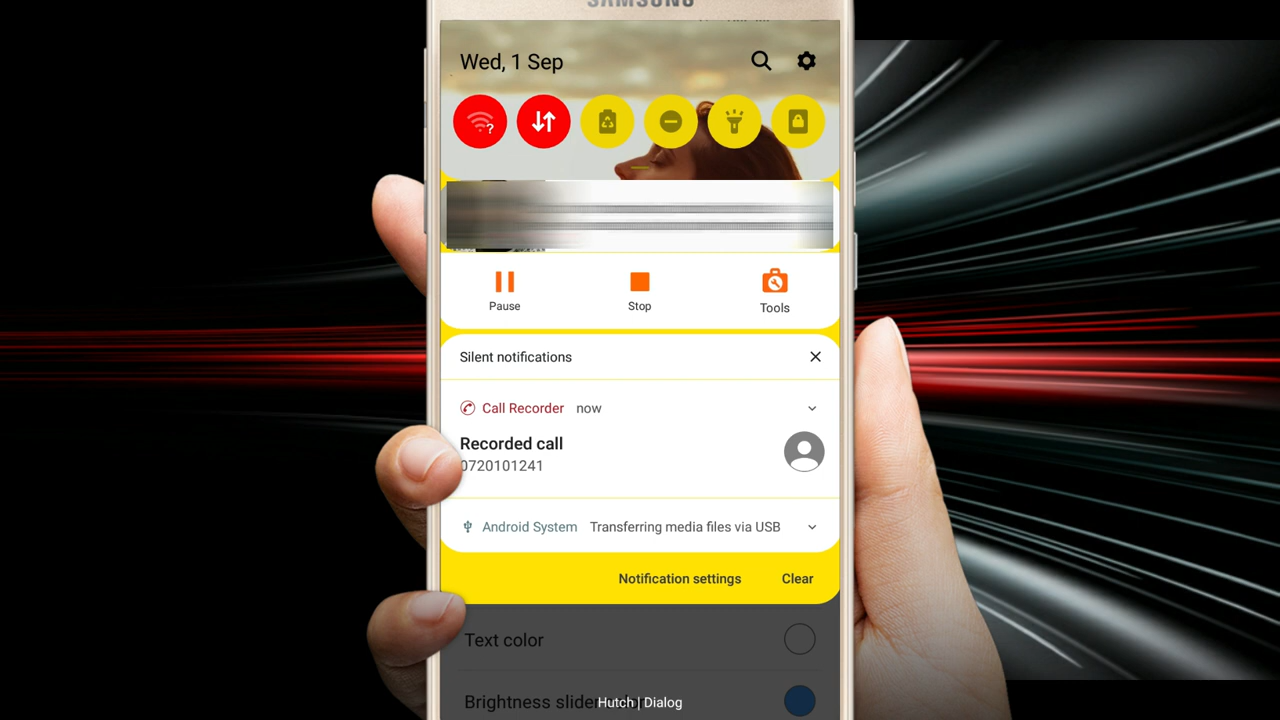 SAMSUNG
Wed, 1 Sep
?
Pause
Stop
Tools
Silent notifications
Call Recorder now
Recorded call
0720101241
Android System Transferring media files via USB
Notification settings
Clear
Text color
Brightness slider
Hutch | Dialog